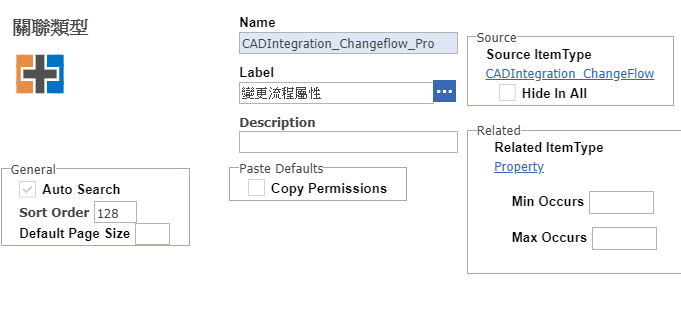 關聯類型
Name
CADIntegration_Changeflow_Pro
Label
變更流程屬性
...
Description
Source
Source ItemType
CADIntegration_ChangeFlow
Hide In All
Related
Related ItemType
Property
Min Occurs
Max Occurs
General
Auto Search
Sort Order 128
Default Page Size
Paste Defaults
Copy Permissions